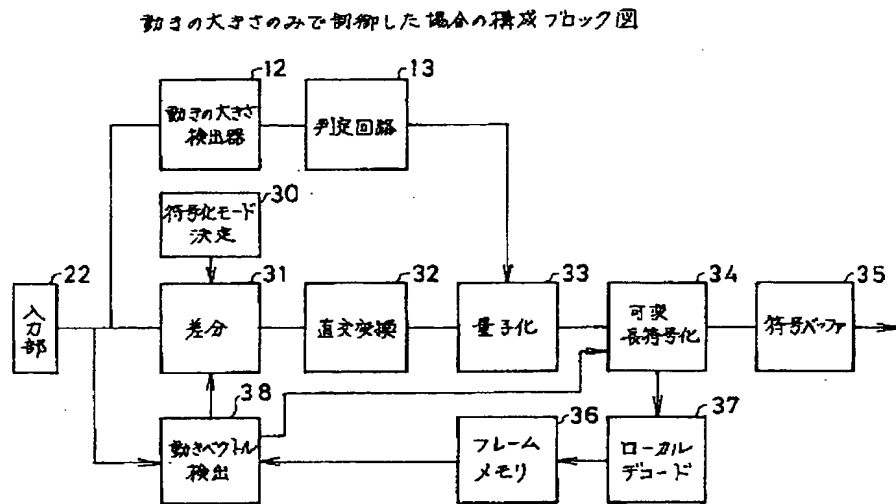 動きの大きさのみで制御した場合の構成ブロック図
12
13
動きの大きさ
検出器
判定回路
30
符号化モード
決定
22
31
32
33
34
35
入力部
差分
直交変換
量子化
可変
長符号化
符号バッファ
38
36
37
動きベクトル
検出
フレーム
メモリ
ローカル
デコード